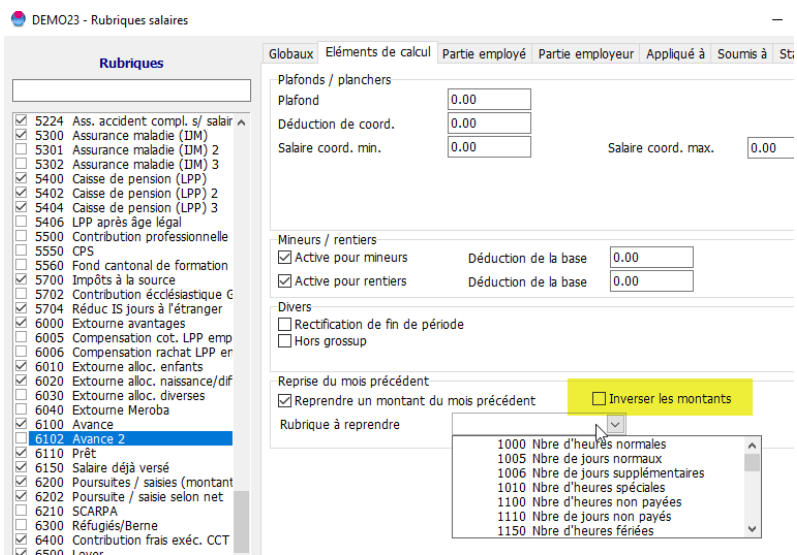 DEMO23 - Rubriques salaires
Rubriques
5224 Ass. accident compl. s/ salair
5300 Assurance maladie (IJM)
5301 Assurance maladie (IJM) 2
5302 Assurance maladie (IJM) 3
5400 Caisse de pension (LPP)
5402 Caisse de pension (LPP) 2
5404 Caisse de pension (LPP) 3
5406 LPP après âge légal
5500 Contribution professionnelle
5550 CPS
5560 Fond cantonal de formation
5700 Impôts à la source
5702 Contribution écclésiastique G
5704 Réduc IS jours à l'étranger
6000 Extourne avantages
6005 Compensation cot. LPP emp
6006 Compensation rachat LPP en
6010 Extourne alloc. enfants
6020 Extourne alloc. naissance/dif
6030 Extourne alloc. diverses
6040 Extourne Meroba
6100 Avance
6102 Avance 2
6110 Prêt
6150 Salaire déjà versé
6200 Poursuites / saisies (montant
6202 Poursuite / saisie selon net
6210 SCARPA
6300 Réfugiés/Berne
6400 Contribution frais exéc. CCT
6500 Loyer
Globaux Eléments de calcul Partie employé Partie employeur Appliqué à Soumis à Sta
Plafonds / planchers
Plafond 0.00
Déduction de coord. 0.00
Salaire coord. min. 0.00 Salaire coord. max. 0.00
Mineurs / rentiers
Active pour mineurs Déduction de la base 0.00
Active pour rentiers Déduction de la base 0.00
Divers
Rectification de fin de période
Hors grossup
Reprise du mois précédent
Reprendre un montant du mois précédent Inverser les montants
Rubrique à reprendre
1000 Nbre d'heures normales
1005 Nbre de jours normaux
1006 Nbre de jours supplémentaires
1010 Nbre d'heures spéciales
1100 Nbre d'heures non payées
1110 Nbre de jours non payés
1150 Nbre d'heures fériées